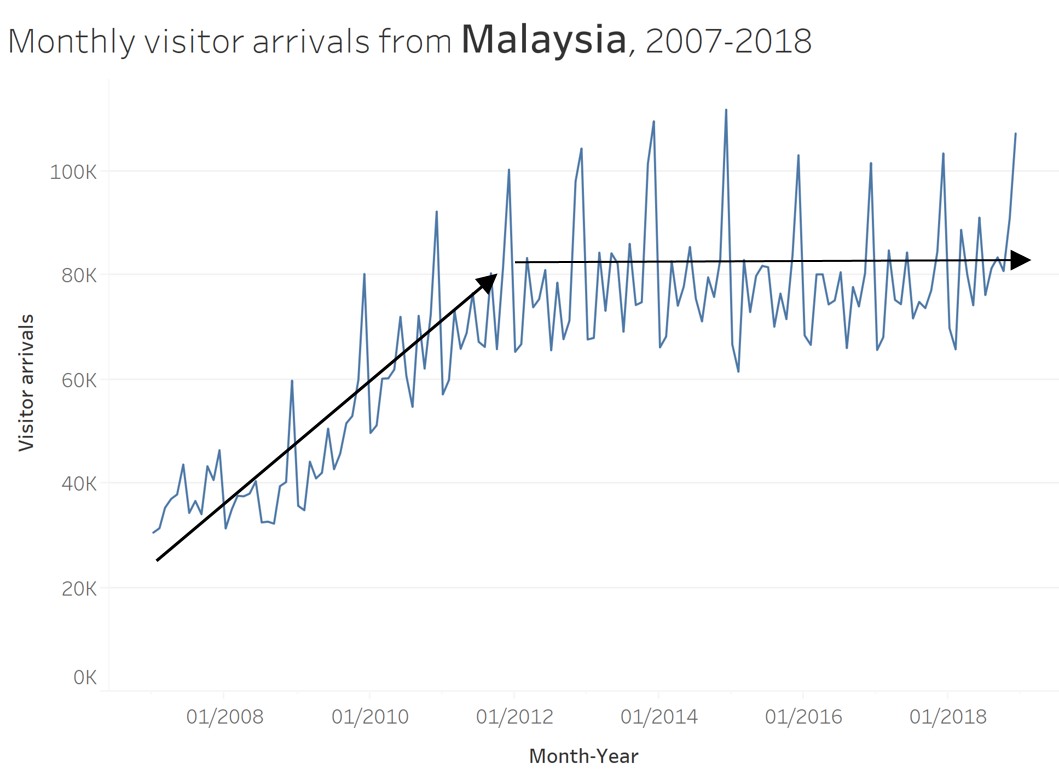 Monthly visitor arrivals from Malaysia, 2007-2018
100K
80K
60K
40K
20K
0K
Visitor arrivals
01/2008 01/2010 01/2012 01/2014 01/2016 01/2018
Month-Year